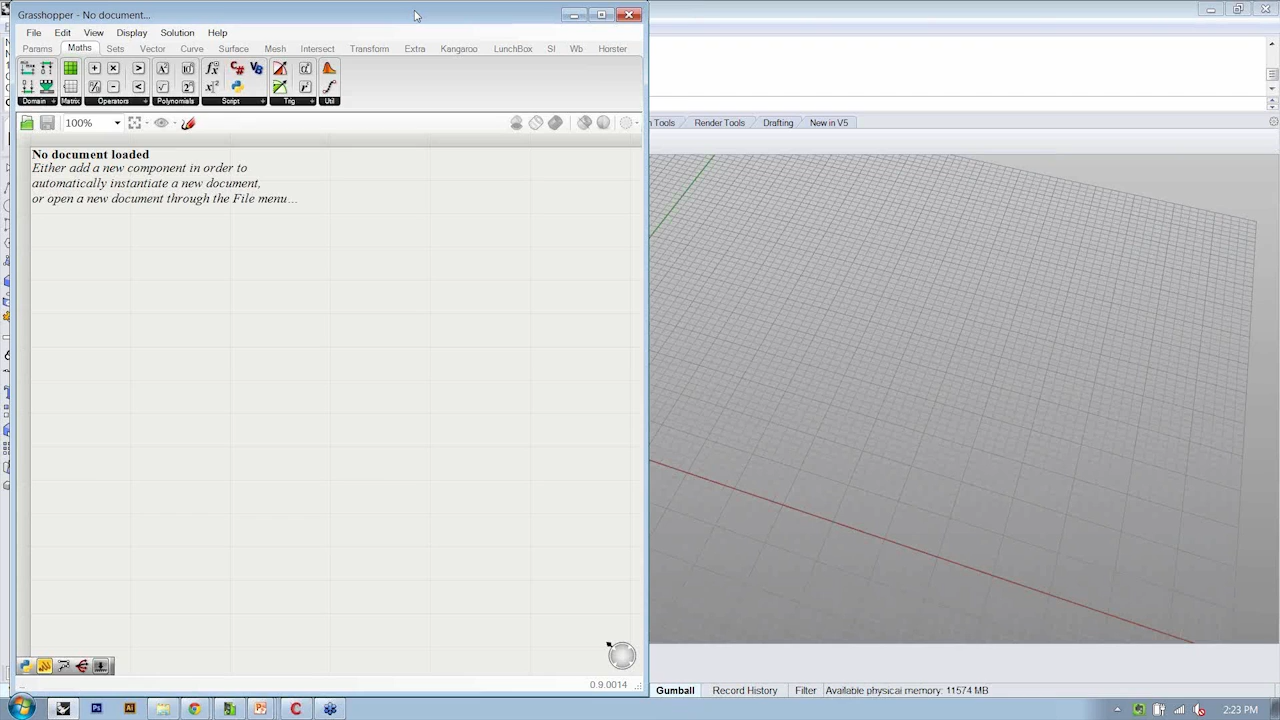 Grasshopper - No document...
File Edit View Display Solution Help
Params Maths Sets Vector Curve Surface Mesh Intersect Transform Extra Kangaroo LunchBox SI Wb Horster
Domain Matrix Operators Polynomials Script Trig Util
100%
n Tools Render Tools Drafting New in V5
No document loaded
Either add a new component in order to
automatically instantiate a new document,
or open a new document through the File menu...
0.9.0014
Gumball Record History Filter Available physical memory: 11574 MB
2:23 PM